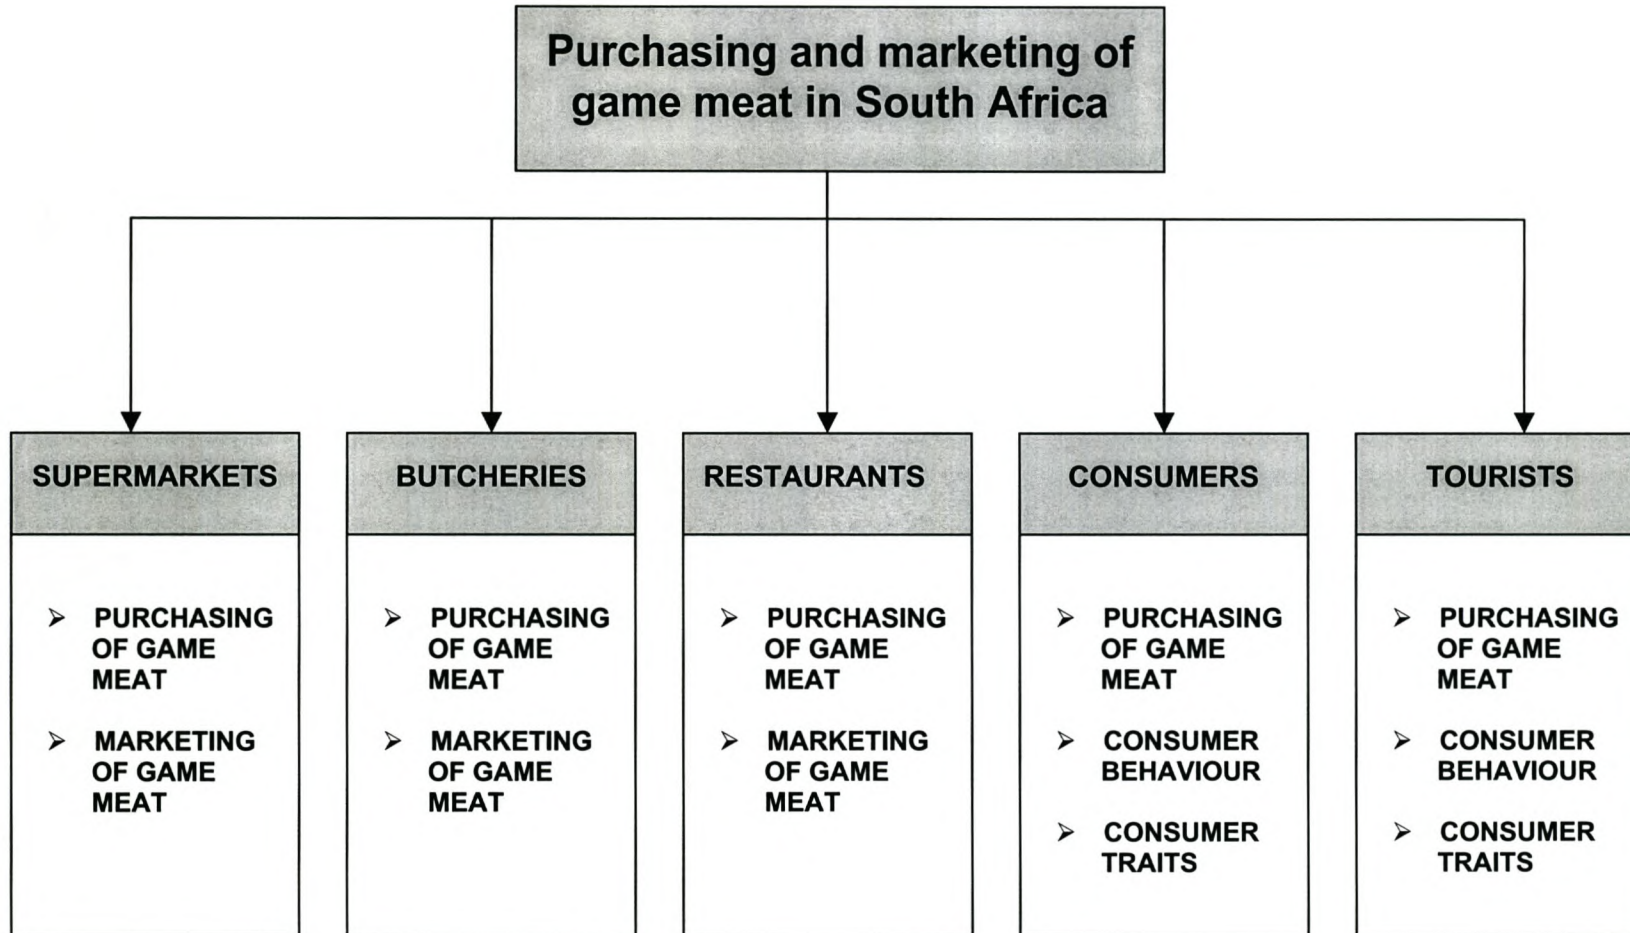 Purchasing and marketing of
game meat in South Africa
SUPERMARKETS
➢ PURCHASING
OF GAME
MEAT
➢ MARKETING
OF GAME
MEAT
BUTCHERIES
➢ PURCHASING
OF GAME
MEAT
➢ MARKETING
OF GAME
MEAT
RESTAURANTS
➢ PURCHASING
OF GAME
MEAT
➢ MARKETING
OF GAME
MEAT
CONSUMERS
➢ PURCHASING
OF GAME
MEAT
➢ CONSUMER
BEHAVIOUR
➢ CONSUMER
TRAITS
TOURISTS
➢ PURCHASING
OF GAME
MEAT
➢ CONSUMER
BEHAVIOUR
➢ CONSUMER
TRAITS